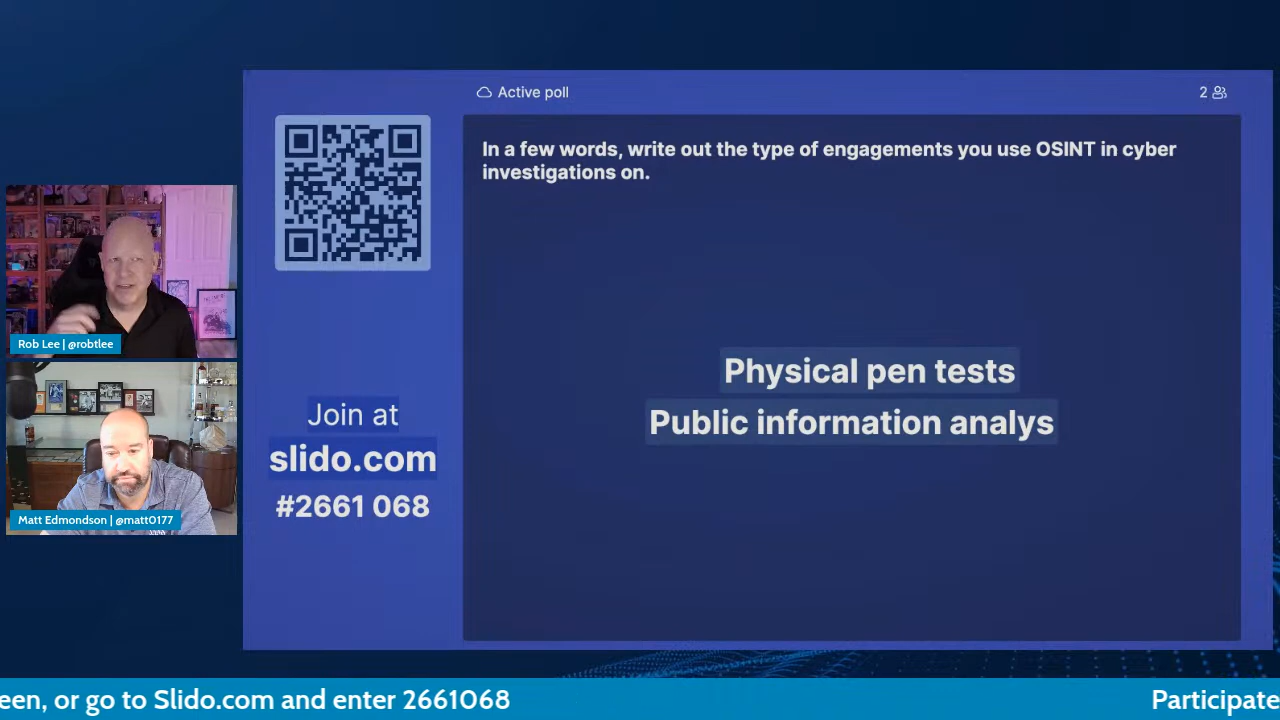 Active poll
2
In a few words, write out the type of engagements you use OSINT in cyber
investigations on.
Physical pen tests
Public information analys
Join at
slido.com
#2661 068
Rob Lee | @robtlee
Matt Edmondson | @matt0177
een, or go to Slido.com and enter 2661068
Participate